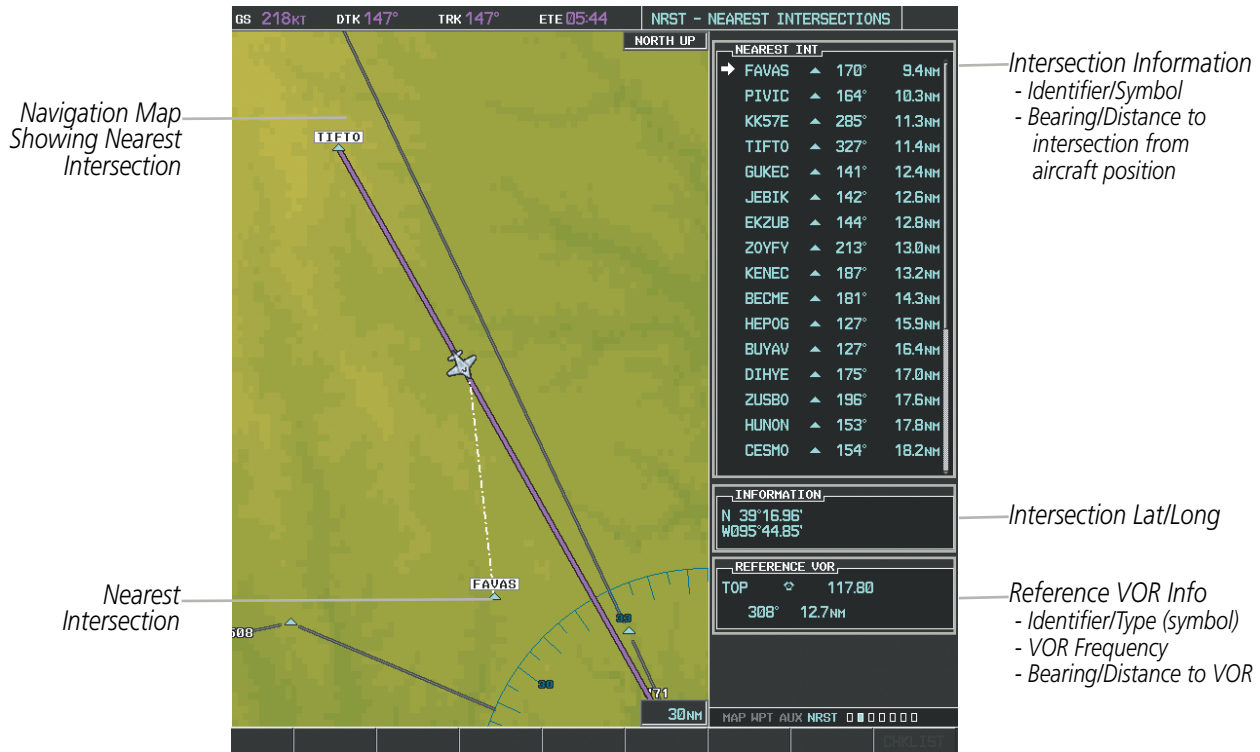 GS 218KT DTK 147° TRK 147° ETE 05:44 NRST - NEAREST INTERSECTIONS
NORTH UP
Navigation Map
Showing Nearest
Intersection
TIFTO
FAVAS
Nearest
Intersection
508
30
33
171
30NM
NEAREST INT
FAVAS 170° 9.4NM
PIVIC 164° 10.3NM
KK57E 285° 11.3NM
TIFTO 327° 11.4NM
GUKEC 141° 12.4NM
JEBIK 142° 12.6NM
EKZUB 144° 12.8NM
ZOYFY 213° 13.0NM
KENEC 187° 13.2NM
BECME 181° 14.3NM
HEPOG 127° 15.9NM
BUYAV 127° 16.4NM
DIHYE 175° 17.0NM
ZUSBO 196° 17.6NM
HUNON 153° 17.8NM
CESMO 154° 18.2NM
INFORMATION
N 39°16.96'
W095°44.85'
REFERENCE VOR
TOP 117.80
308° 12.7NM
MAP WPT AUX NRST
CHKLIST
Intersection Information
- Identifier/Symbol
- Bearing/Distance to
intersection from
aircraft position
Intersection Lat/Long
Reference VOR Info
- Identifier/Type (symbol)
- VOR Frequency
- Bearing/Distance to VOR